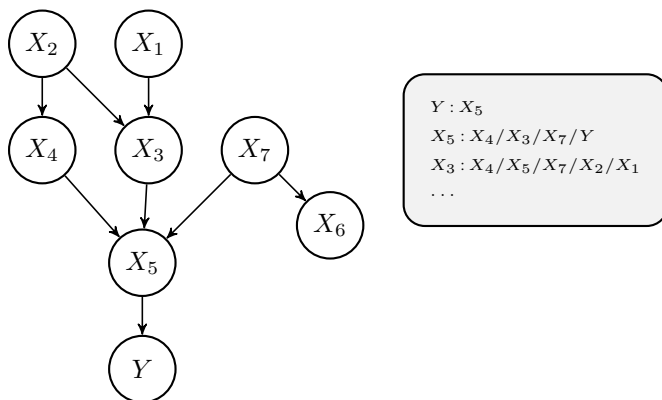 X₂
X₁
X₄
X₃
X₇
X₆
X₅
Y
Y : X₅
X₅ : X₄/X₃/X₇/Y
X₃ : X₄/X₅/X₇/X₂/X₁
. . .